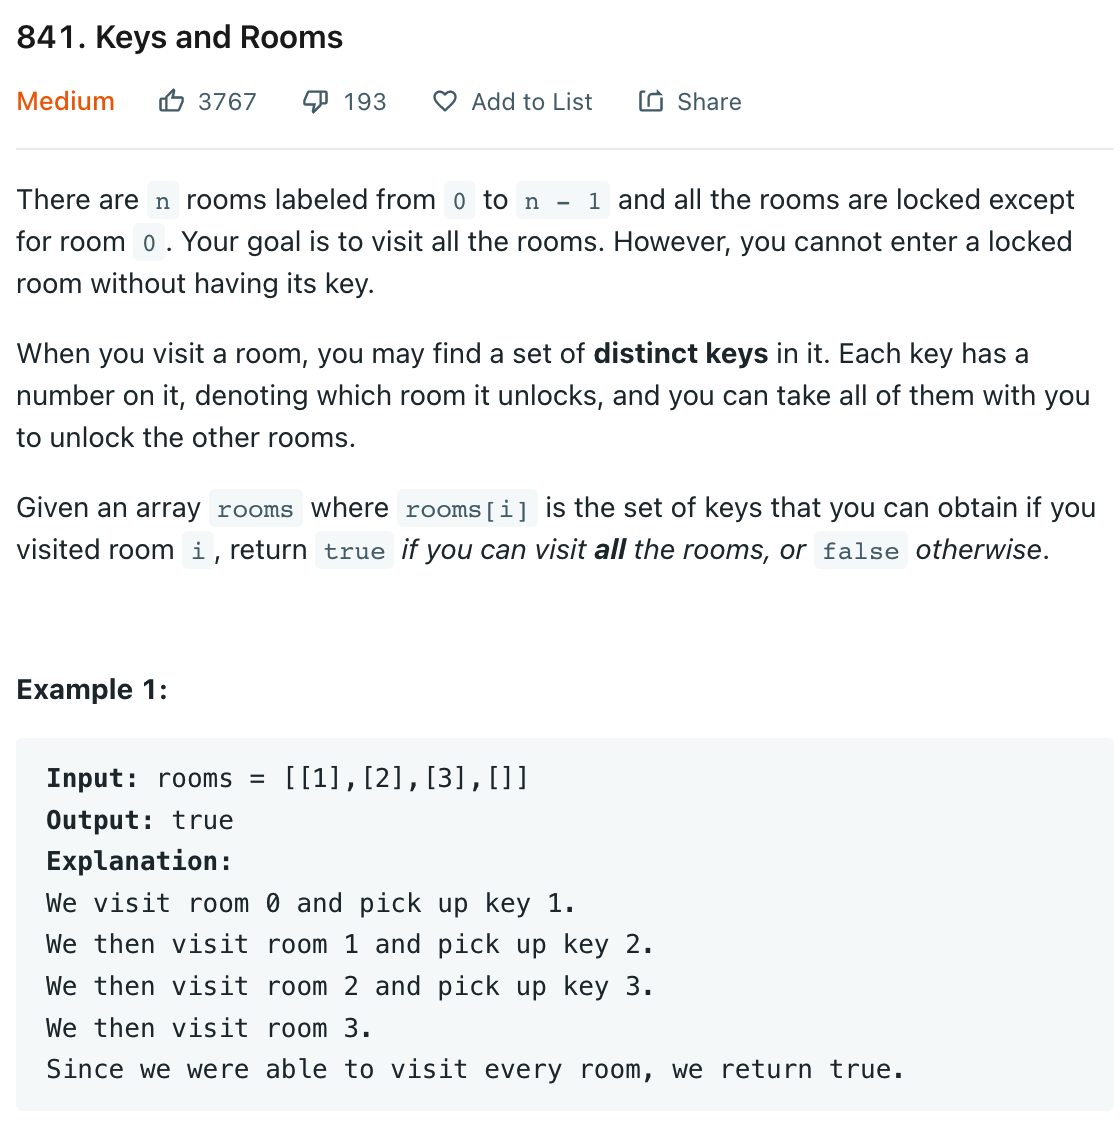 841. Keys and Rooms
Medium 3767 193 Add to List Share
There are n rooms labeled from 0 to n - 1 and all the rooms are locked except
for room 0. Your goal is to visit all the rooms. However, you cannot enter a locked
room without having its key.
When you visit a room, you may find a set of distinct keys in it. Each key has a
number on it, denoting which room it unlocks, and you can take all of them with you
to unlock the other rooms.
Given an array rooms where rooms[i] is the set of keys that you can obtain if you
visited room i, return true if you can visit all the rooms, or false otherwise.
Example 1:
Input: rooms = [[1],[2],[3],[]]
Output: true
Explanation:
We visit room 0 and pick up key 1.
We then visit room 1 and pick up key 2.
We then visit room 2 and pick up key 3.
We then visit room 3.
Since we were able to visit every room, we return true.